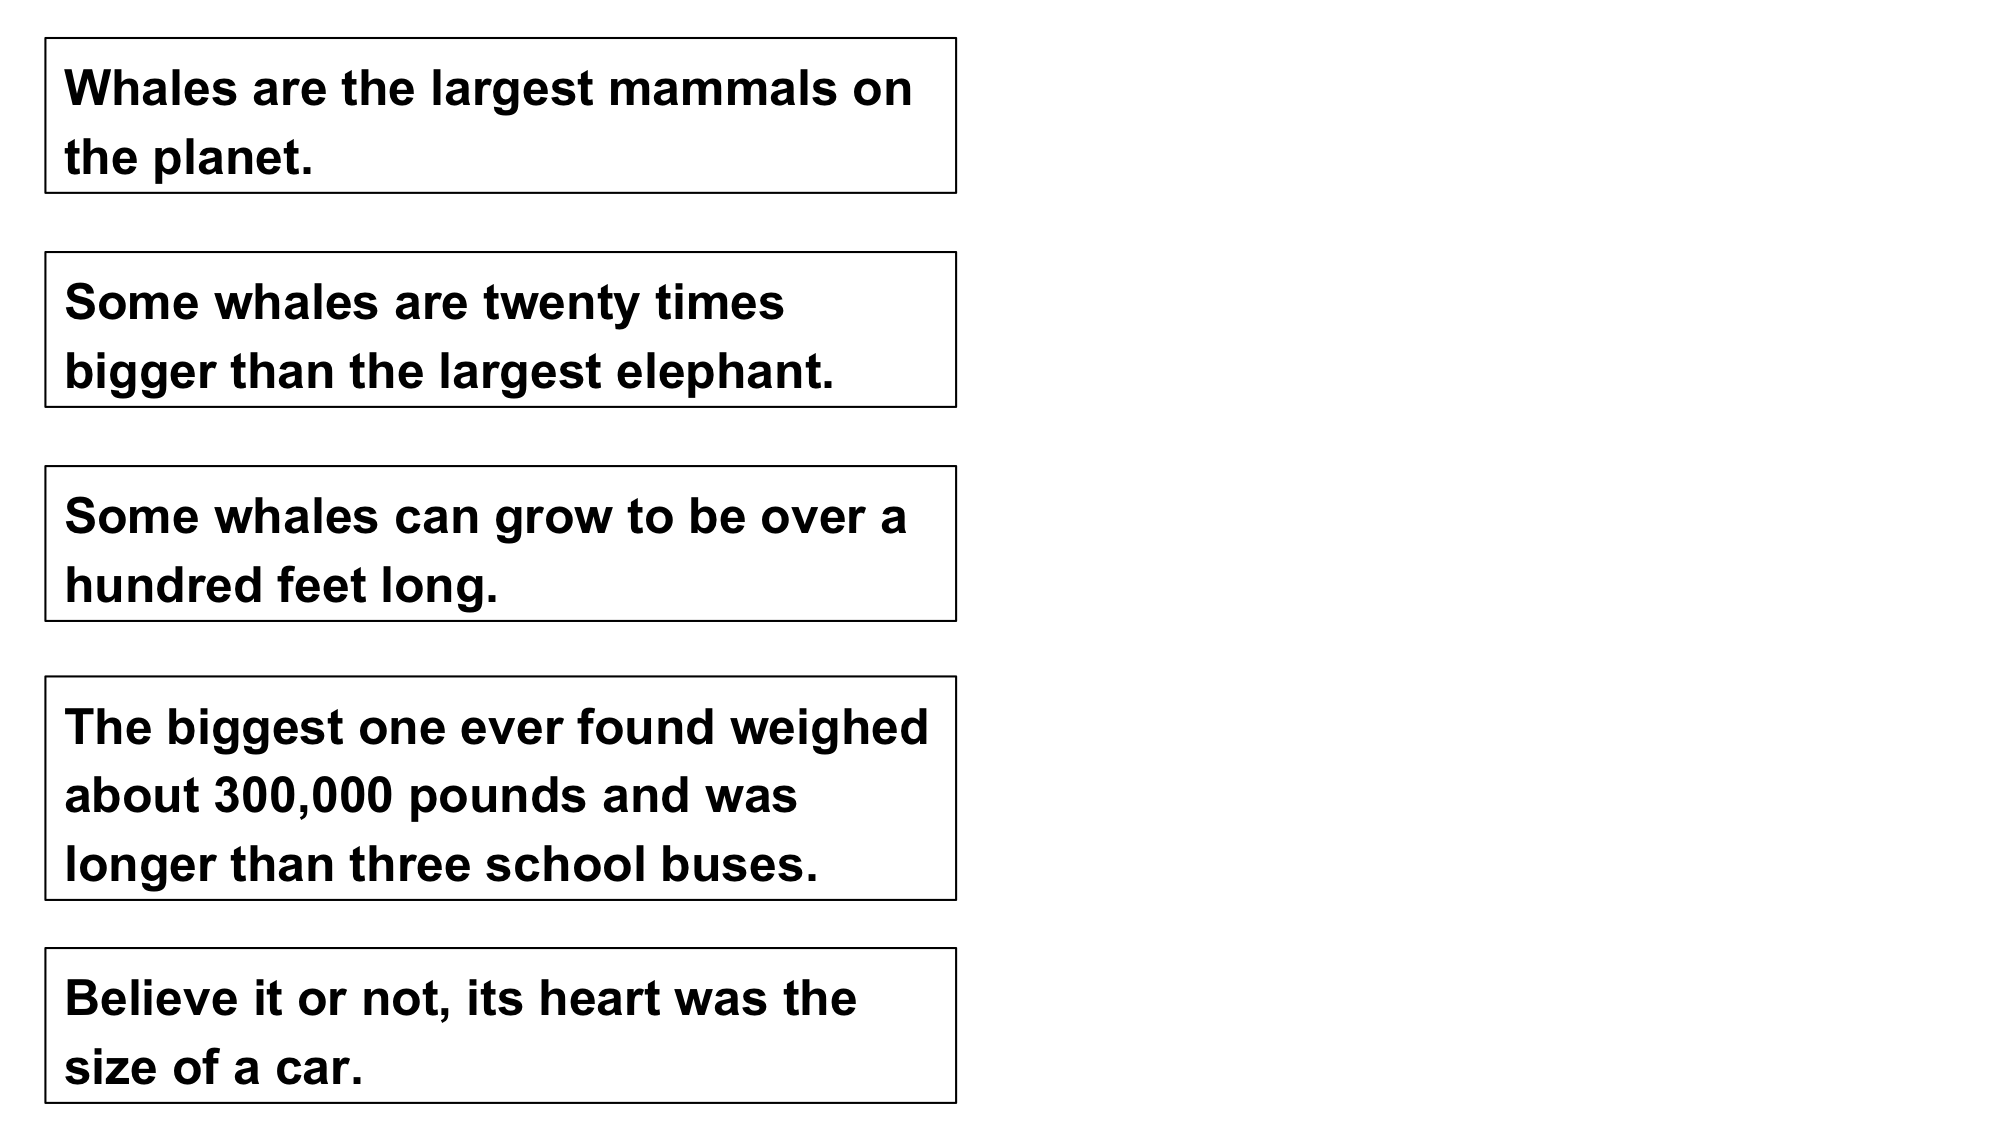 Whales are the largest mammals on
the planet.
Some whales are twenty times
bigger than the largest elephant.
Some whales can grow to be over a
hundred feet long.
The biggest one ever found weighed
about 300,000 pounds and was
longer than three school buses.
Believe it or not, its heart was the
size of a car.